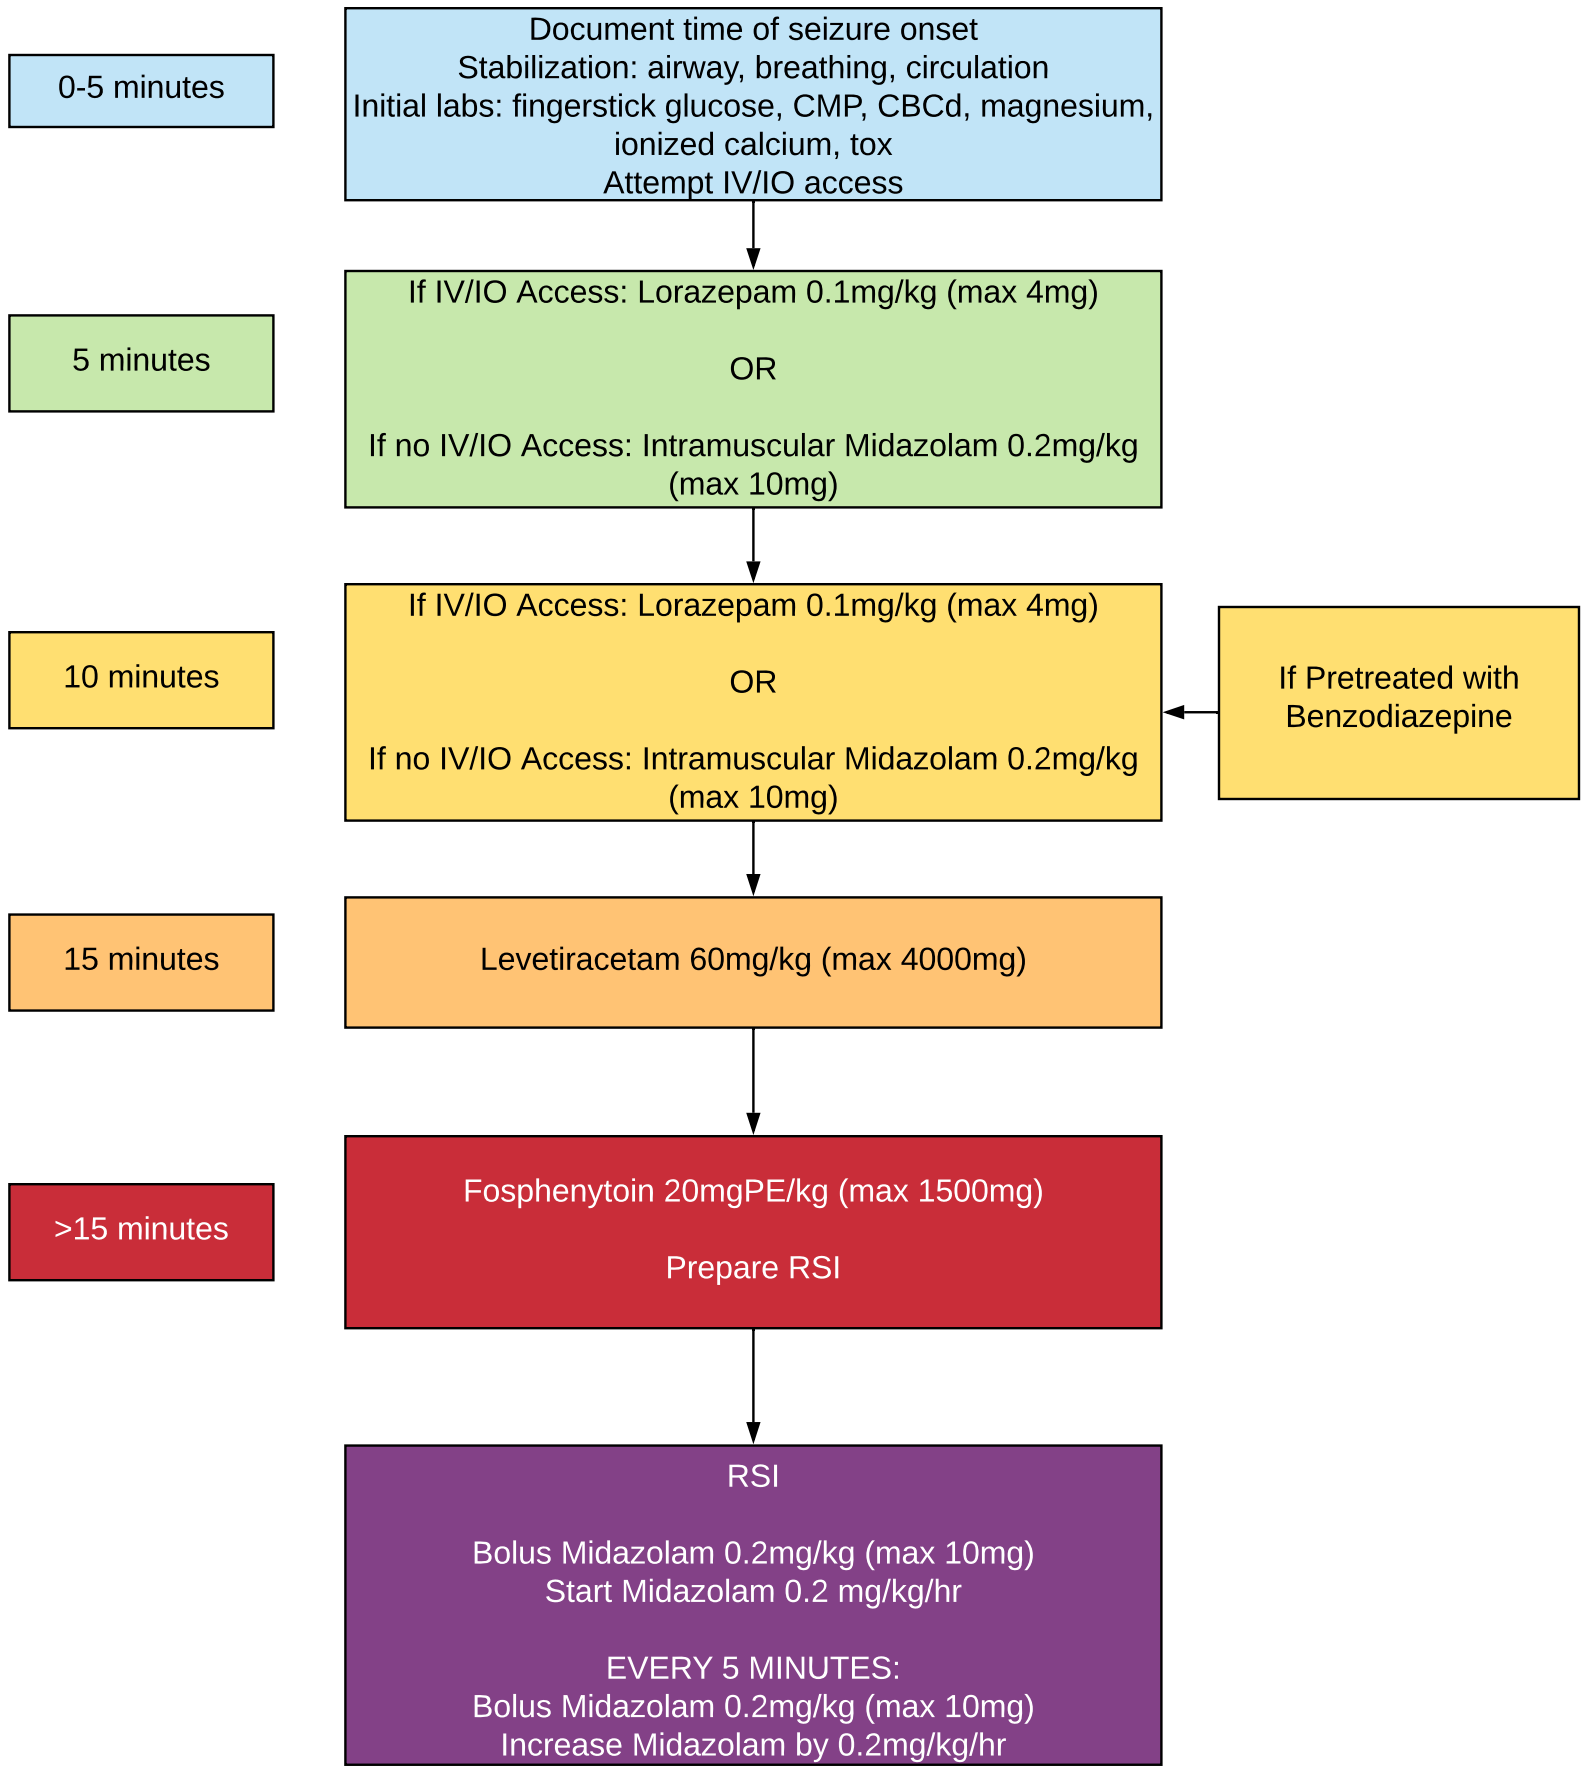 0-5 minutes
Document time of seizure onset
Stabilization: airway, breathing, circulation
Initial labs: fingerstick glucose, CMP, CBCd, magnesium,
ionized calcium, tox
Attempt IV/IO access
5 minutes
If IV/IO Access: Lorazepam 0.1mg/kg (max 4mg)
OR
If no IV/IO Access: Intramuscular Midazolam 0.2mg/kg
(max 10mg)
10 minutes
If IV/IO Access: Lorazepam 0.1mg/kg (max 4mg)
OR
If no IV/IO Access: Intramuscular Midazolam 0.2mg/kg
(max 10mg)
If Pretreated with
Benzodiazepine
15 minutes
Levetiracetam 60mg/kg (max 4000mg)
>15 minutes
Fosphenytoin 20mgPE/kg (max 1500mg)
Prepare RSI
RSI
Bolus Midazolam 0.2mg/kg (max 10mg)
Start Midazolam 0.2 mg/kg/hr
EVERY 5 MINUTES:
Bolus Midazolam 0.2mg/kg (max 10mg)
Increase Midazolam by 0.2mg/kg/hr